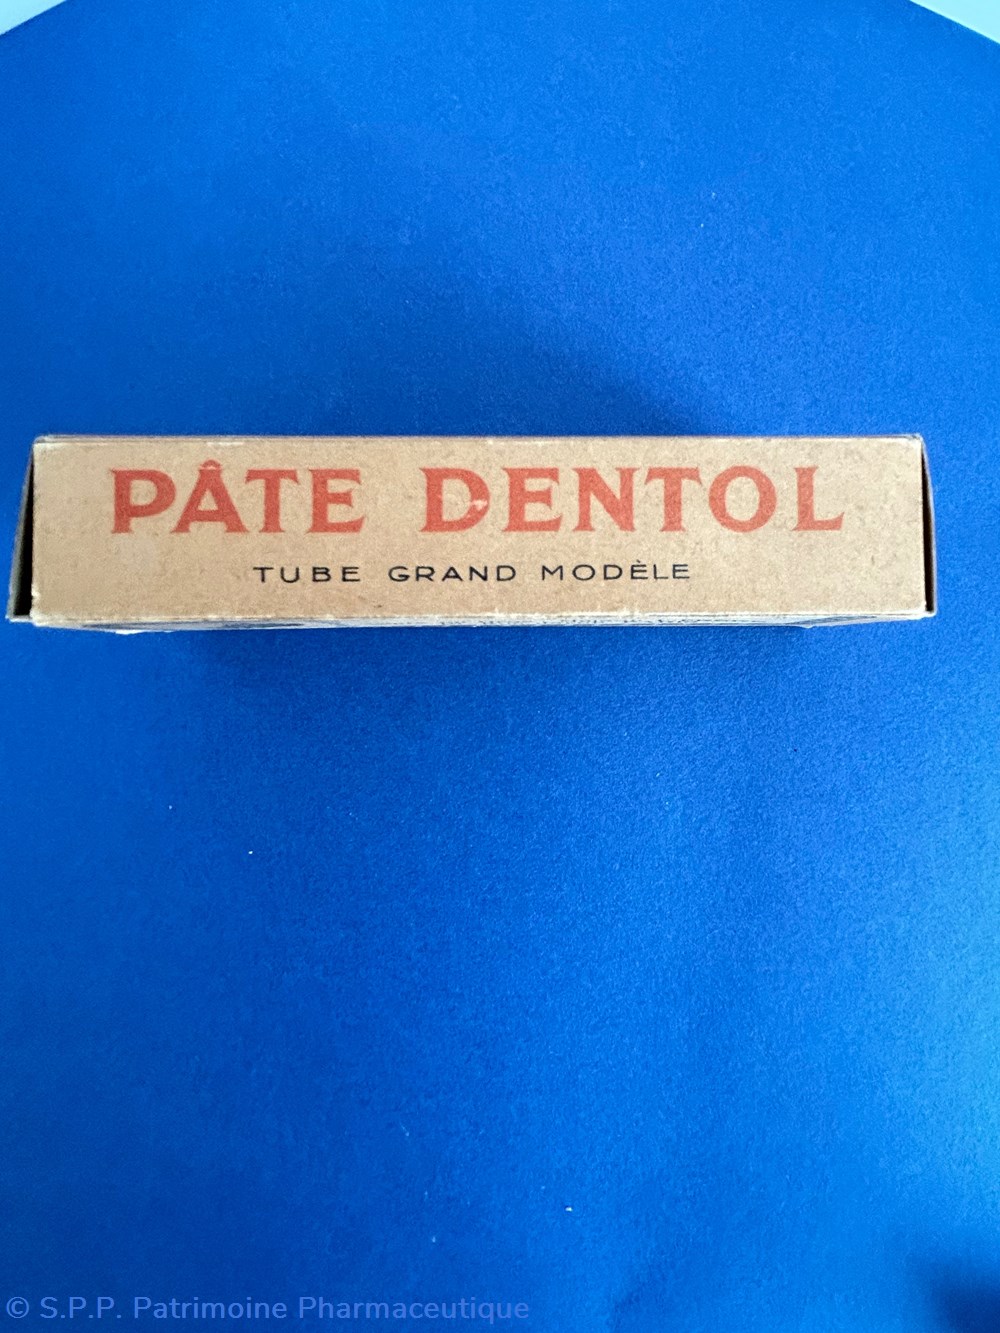 PÂTE DENTOL
TUBE GRAND MODÈLE
© S.P.P. Patrimoine Pharmaceutique